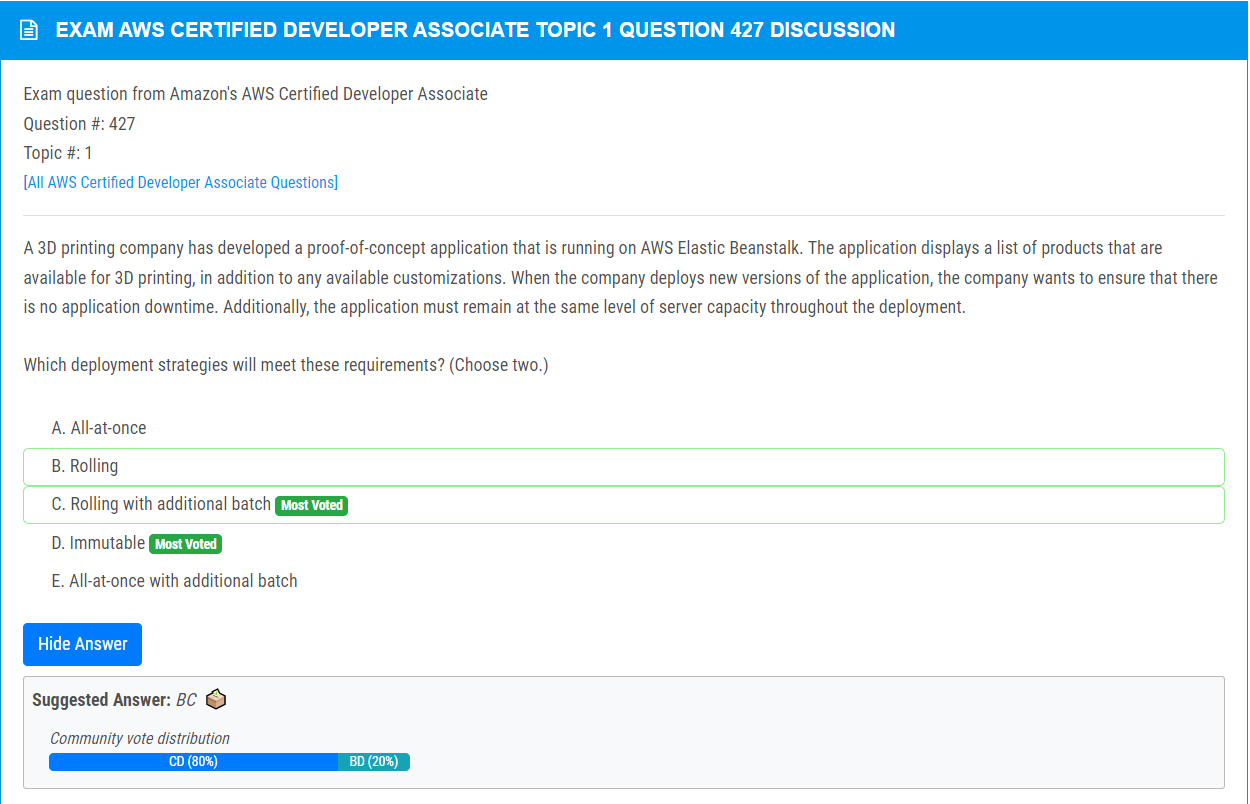 EXAM AWS CERTIFIED DEVELOPER ASSOCIATE TOPIC 1 QUESTION 427 DISCUSSION
Exam question from Amazon's AWS Certified Developer Associate
Question #: 427
Topic #: 1
[All AWS Certified Developer Associate Questions]
A 3D printing company has developed a proof-of-concept application that is running on AWS Elastic Beanstalk. The application displays a list of products that are
available for 3D printing, in addition to any available customizations. When the company deploys new versions of the application, the company wants to ensure that there
is no application downtime. Additionally, the application must remain at the same level of server capacity throughout the deployment.
Which deployment strategies will meet these requirements? (Choose two.)
A. All-at-once
B. Rolling
C. Rolling with additional batch Most Voted
D. Immutable Most Voted
E. All-at-once with additional batch
Hide Answer
Suggested Answer: BC
Community vote distribution
CD (80%) BD (20%)